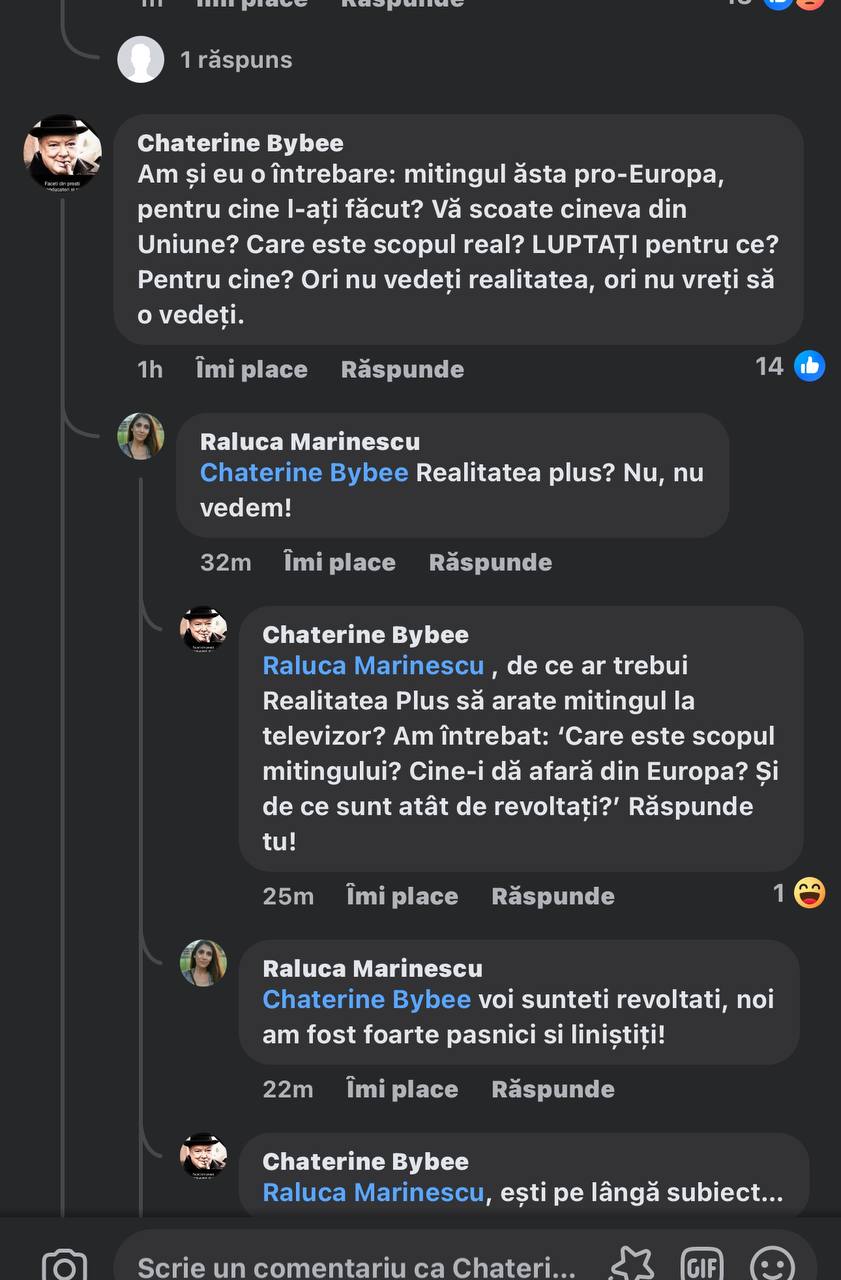 1h Îmi place Răspunde 18
1 răspuns
Chaterine Bybee
Am și eu o întrebare: mitingul ăsta pro-Europa,
pentru cine l-ați făcut? Vă scoate cineva din
Uniune? Care este scopul real? LUPTAȚI pentru ce?
Pentru cine? Ori nu vedeți realitatea, ori nu vreți să
o vedeți.
1h Îmi place Răspunde 14
Raluca Marinescu
Chaterine Bybee Realitatea plus? Nu, nu
vedem!
32m Îmi place Răspunde
Chaterine Bybee
Raluca Marinescu , de ce ar trebui
Realitatea Plus să arate mitingul la
televizor? Am întrebat: ‘Care este scopul
mitingului? Cine-i dă afară din Europa? Și
de ce sunt atât de revoltați?’ Răspunde
tu!
25m Îmi place Răspunde 1
Raluca Marinescu
Chaterine Bybee voi sunteti revoltati, noi
am fost foarte pasnici si liniștiți!
22m Îmi place Răspunde
Chaterine Bybee
Raluca Marinescu, ești pe lângă subiect...
Scrie un comentariu ca Chateri...
GIF